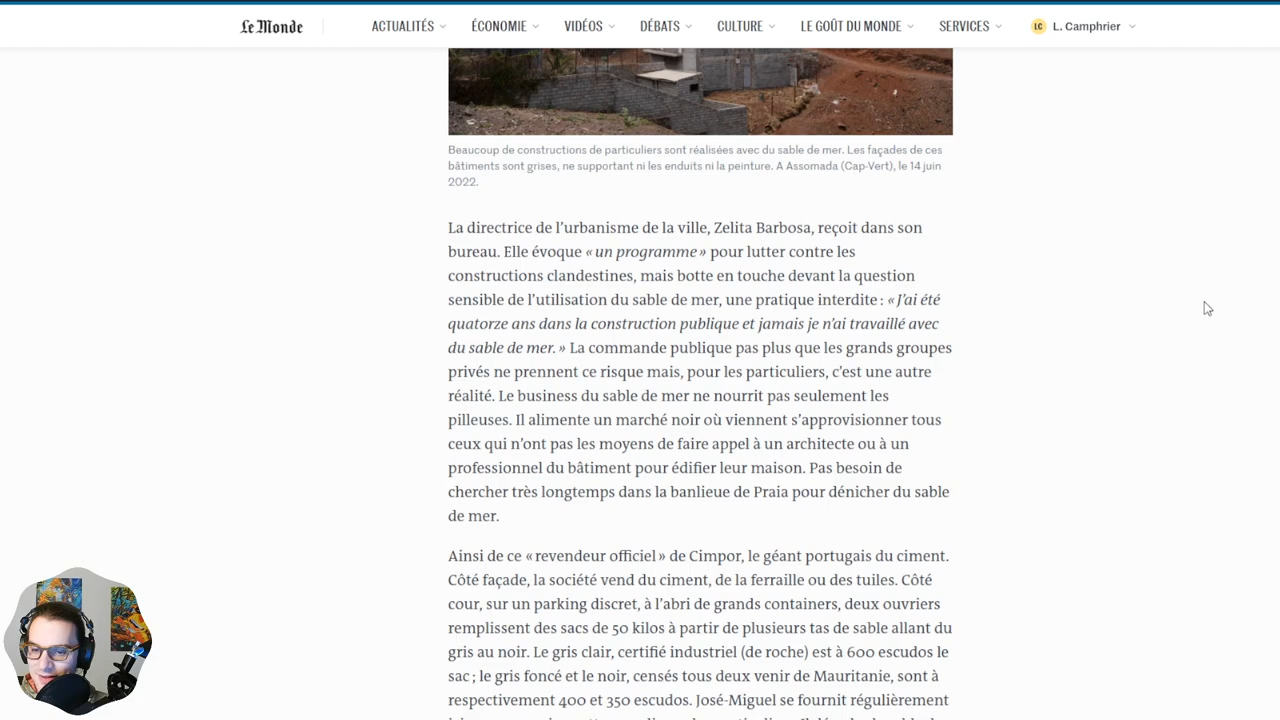 Le Monde
ACTUALITÉS
ÉCONOMIE
VIDÉOS
DÉBATS
CULTURE
LE GOÛT DU MONDE
SERVICES
LC
L. Camphrier
Beaucoup de constructions de particuliers sont réalisées avec du sable de mer. Les façades de ces
bâtiments sont grises, ne supportant ni les enduits ni la peinture. A Assomada (Cap-Vert), le 14 juin
2022.
La directrice de l’urbanisme de la ville, Zelita Barbosa, reçoit dans son
bureau. Elle évoque « un programme » pour lutter contre les
constructions clandestines, mais botte en touche devant la question
sensible de l’utilisation du sable de mer, une pratique interdite : « J’ai été
quatorze ans dans la construction publique et jamais je n’ai travaillé avec
du sable de mer. » La commande publique pas plus que les grands groupes
privés ne prennent ce risque mais, pour les particuliers, c’est une autre
réalité. Le business du sable de mer ne nourrit pas seulement les
pilleuses. Il alimente un marché noir où viennent s’approvisionner tous
ceux qui n’ont pas les moyens de faire appel à un architecte ou à un
professionnel du bâtiment pour édifier leur maison. Pas besoin de
chercher très longtemps dans la banlieue de Praia pour dénicher du sable
de mer.
Ainsi de ce « revendeur officiel » de Cimpor, le géant portugais du ciment.
Côté façade, la société vend du ciment, de la ferraille ou des tuiles. Côté
cour, sur un parking discret, à l’abri de grands containers, deux ouvriers
remplissent des sacs de 50 kilos à partir de plusieurs tas de sable allant du
gris au noir. Le gris clair, certifié industriel (de roche) est à 600 escudos le
sac ; le gris foncé et le noir, censés tous deux venir de Mauritanie, sont à
respectivement 400 et 350 escudos. José-Miguel se fournit régulièrement